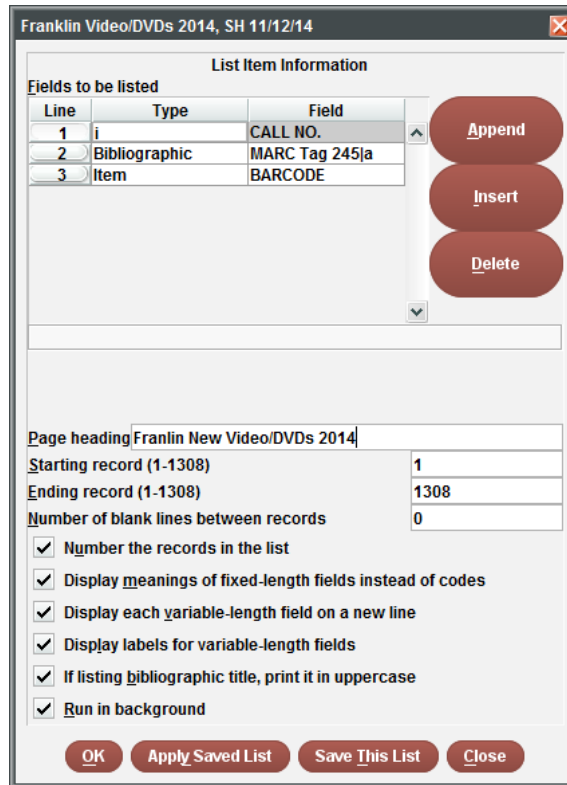 Franklin Video/DVDs 2014, SH 11/12/14
List Item Information
Fields to be listed
Line Type Field
1 i CALL NO.
2 Bibliographic MARC Tag 245|a
3 Item BARCODE
Append
Insert
Delete
Page heading Franlin New Video/DVDs 2014
Starting record (1-1308) 1
Ending record (1-1308) 1308
Number of blank lines between records 0
Number the records in the list
Display meanings of fixed-length fields instead of codes
Display each variable-length field on a new line
Display labels for variable-length fields
If listing bibliographic title, print it in uppercase
Run in background
OK Apply Saved List Save This List Close